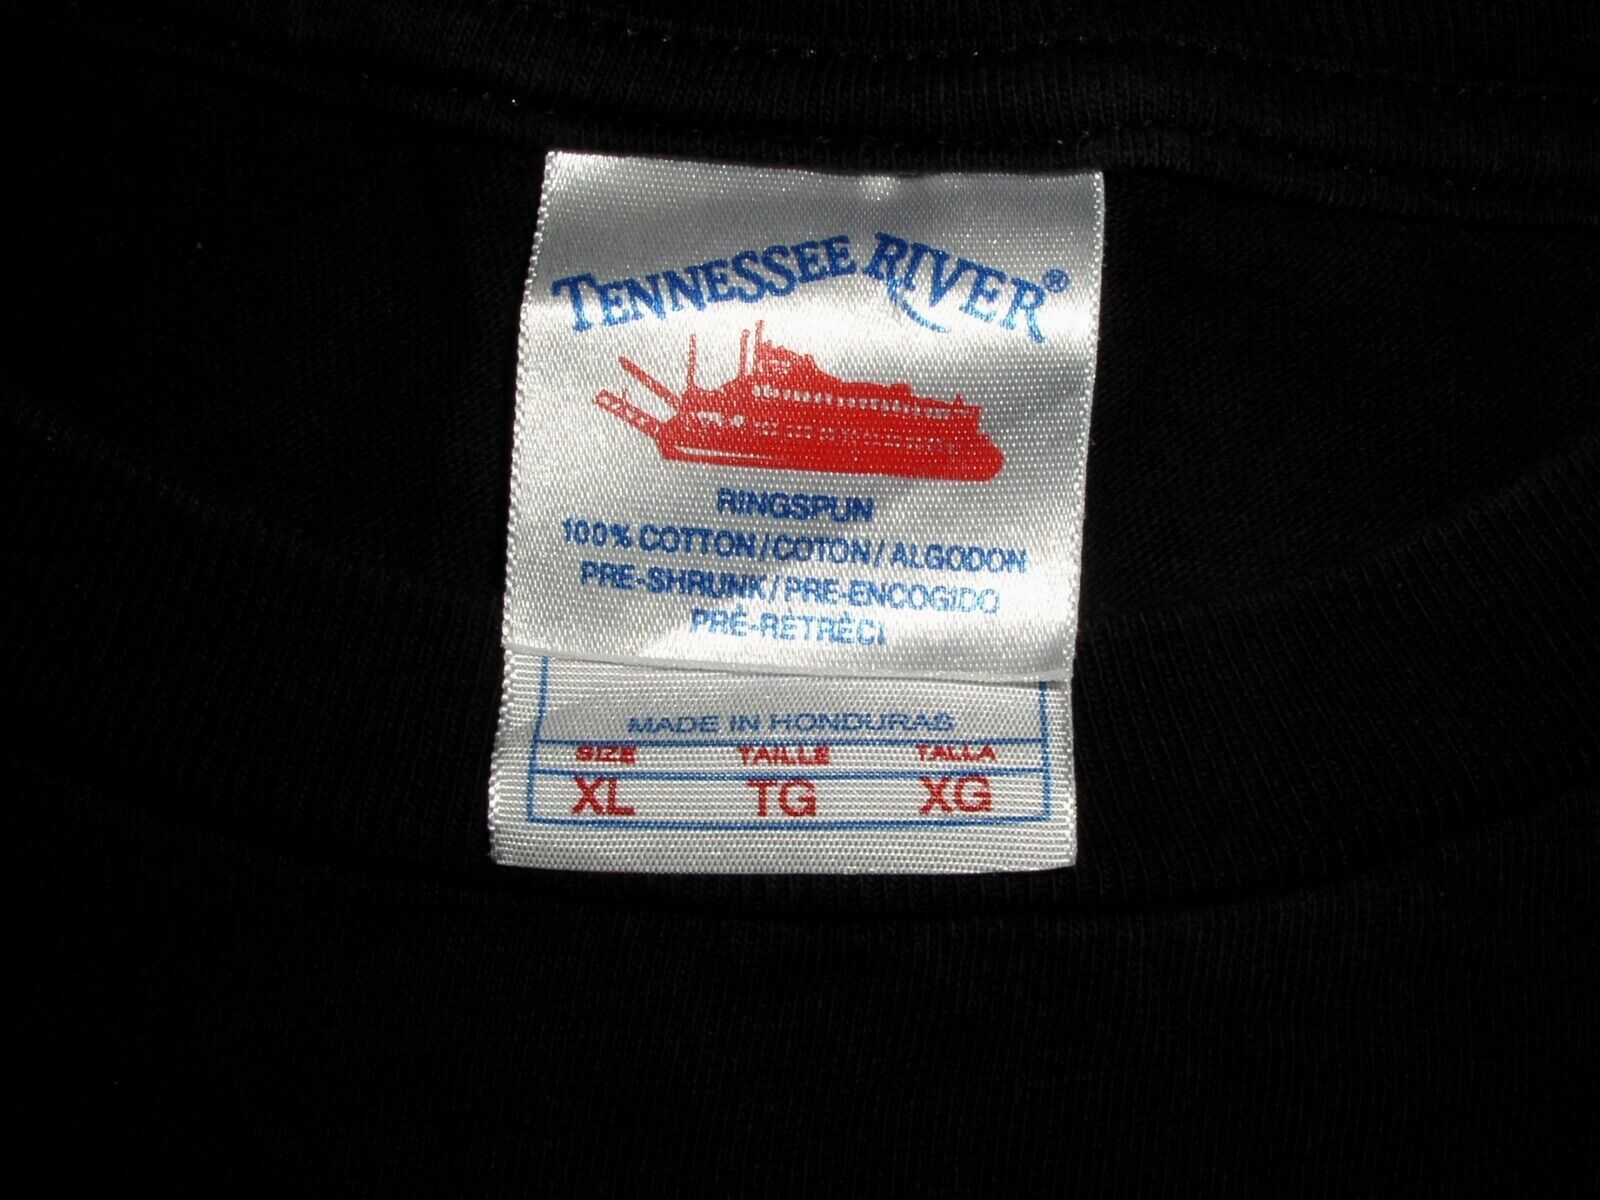 TENNESSEE RIVER®
RINGSPUN
100% COTTON/COTON/ALGODON
PRE-SHRUNK/PRE-ENCOGIDO
PRÉ-RÉTRÉCI
MADE IN HONDURAS
SIZE TAILLE TALLA
XL TG XG